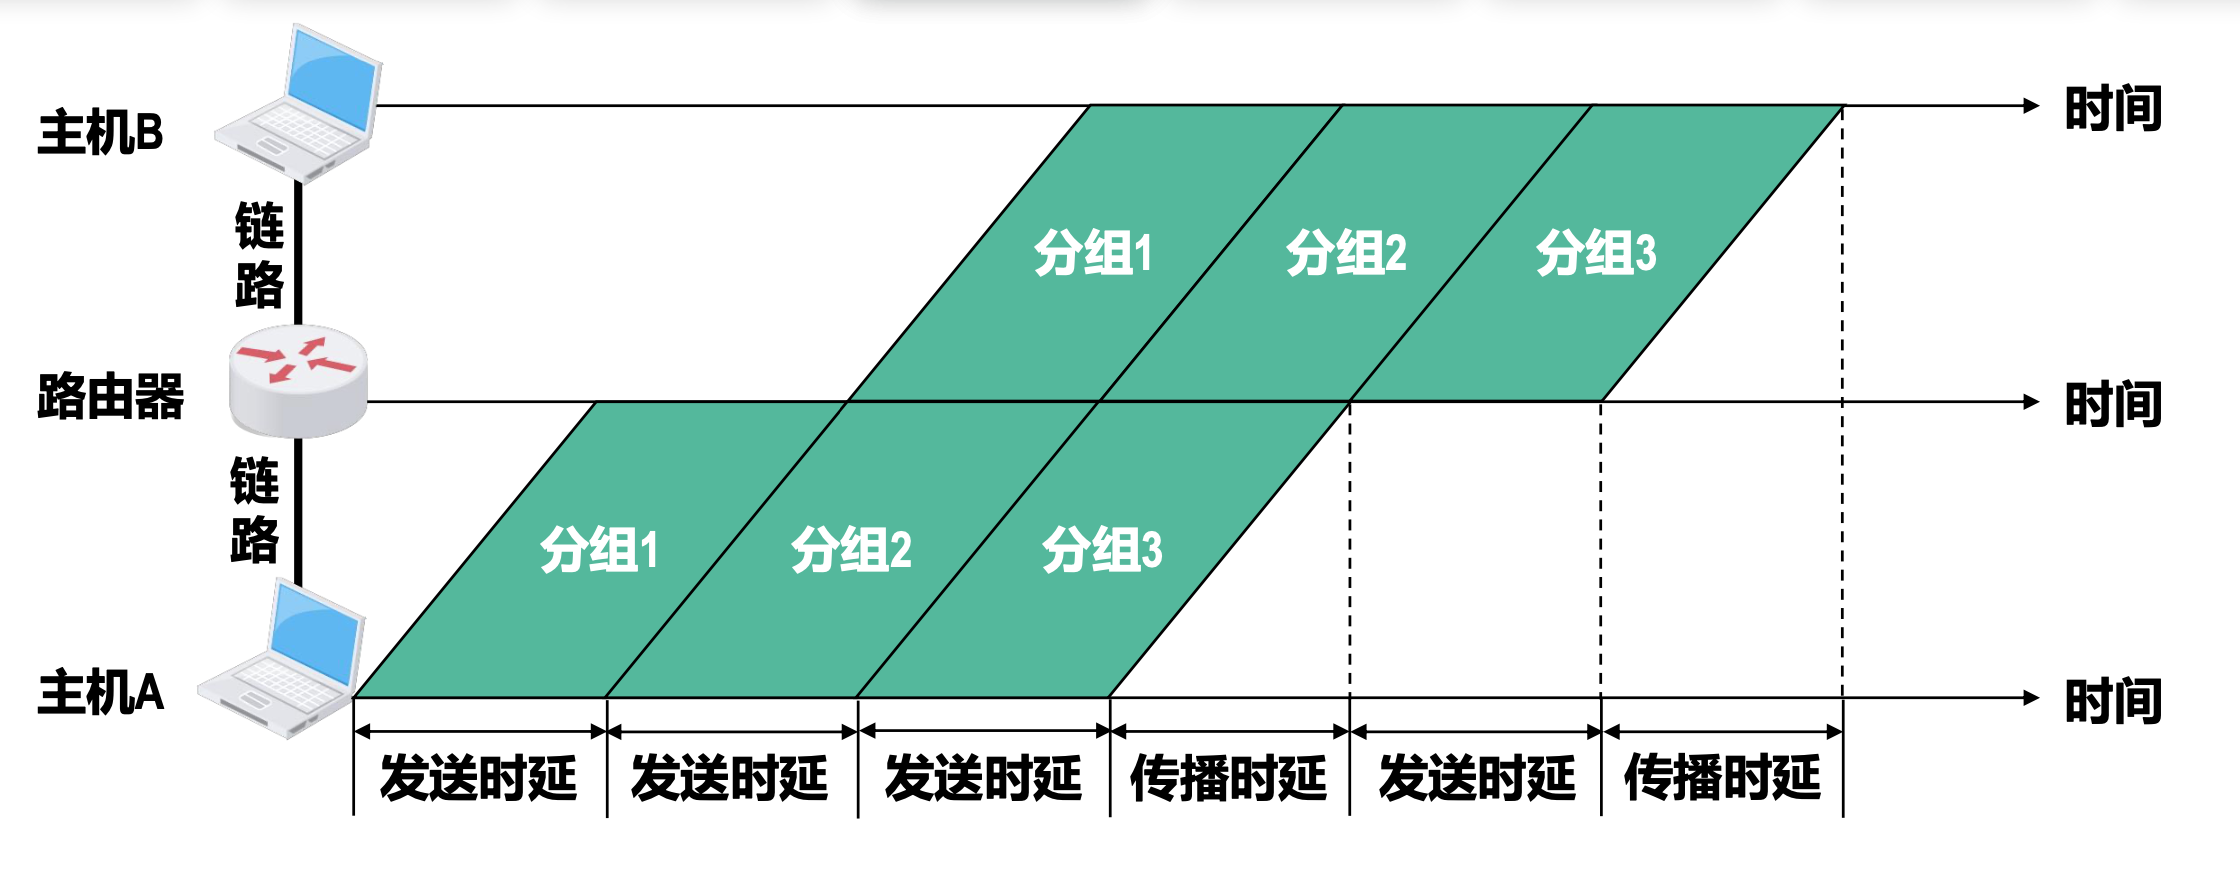 主机B
时间
链路
分组1
分组2
分组3
路由器
时间
链路
分组1
分组2
分组3
主机A
时间
发送时延
发送时延
发送时延
传播时延
发送时延
传播时延